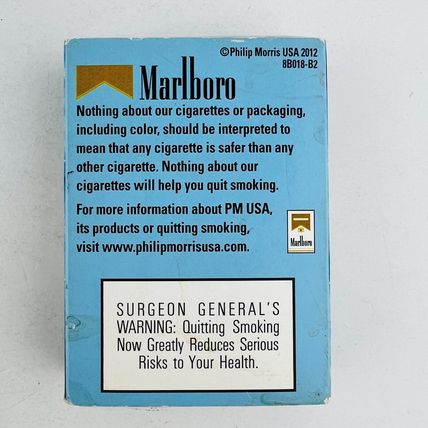 ©Philip Morris USA 2012
8B018-B2
Marlboro
Nothing about our cigarettes or packaging,
including color, should be interpreted to
mean that any cigarette is safer than any
other cigarette. Nothing about our
cigarettes will help you quit smoking.
For more information about PM USA,
its products or quitting smoking,
visit www.philipmorrisusa.com.
Marlboro
SURGEON GENERAL'S
WARNING: Quitting Smoking
Now Greatly Reduces Serious
Risks to Your Health.